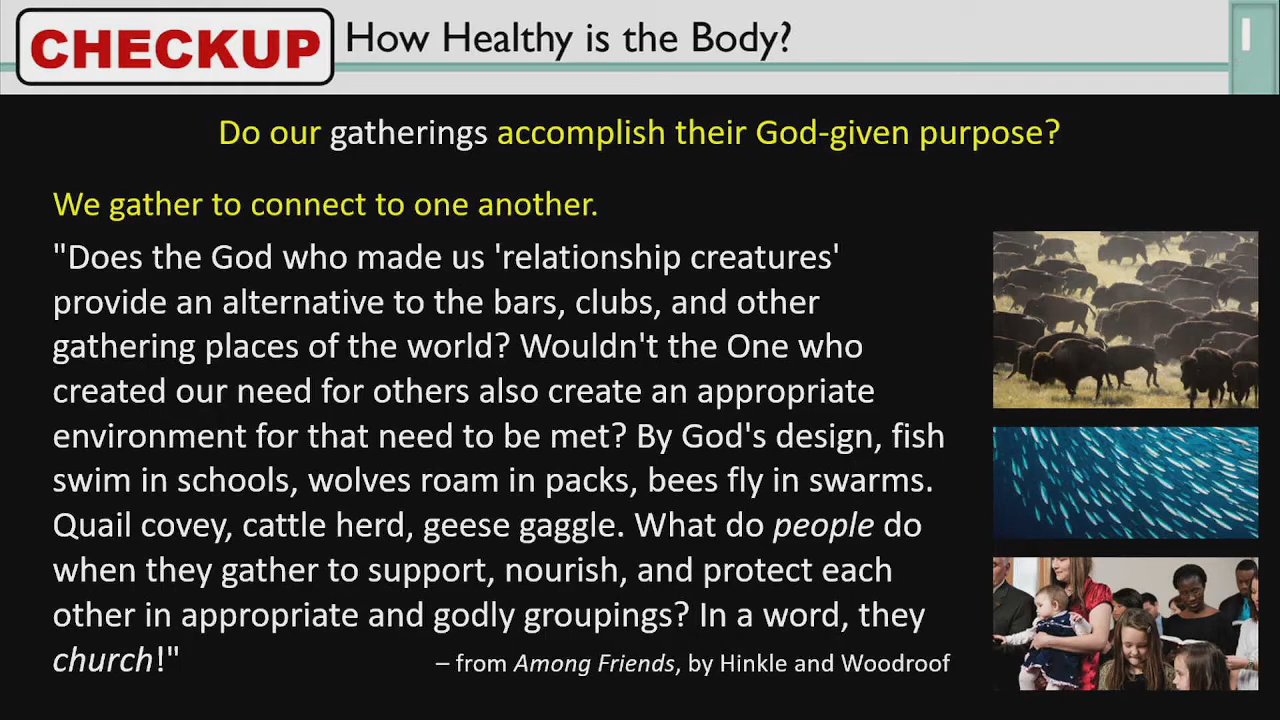 CHECKUP How Healthy is the Body?
Do our gatherings accomplish their God-given purpose?
We gather to connect to one another.
"Does the God who made us 'relationship creatures'
provide an alternative to the bars, clubs, and other
gathering places of the world? Wouldn't the One who
created our need for others also create an appropriate
environment for that need to be met? By God's design, fish
swim in schools, wolves roam in packs, bees fly in swarms.
Quail covey, cattle herd, geese gaggle. What do people do
when they gather to support, nourish, and protect each
other in appropriate and godly groupings? In a word, they
church!"
– from Among Friends, by Hinkle and Woodroof